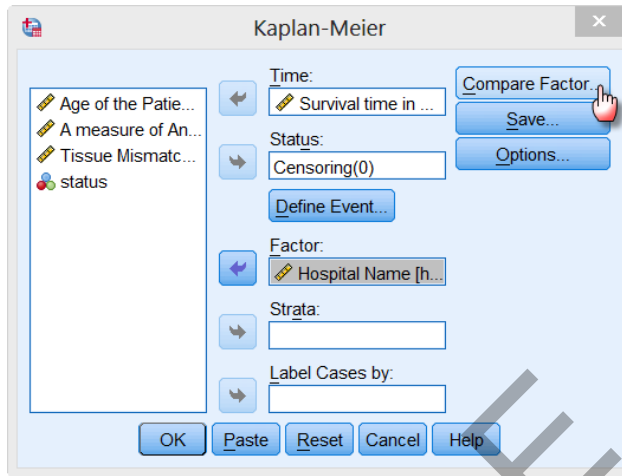 Kaplan-Meier
Age of the Patie...
A measure of An...
Tissue Mismatc...
status
Time:
Survival time in ...
Status:
Censoring(0)
Define Event...
Factor:
Hospital Name [h...
Strata:
Label Cases by:
Compare Factor...
Save...
Options...
OK
Paste
Reset
Cancel
Help